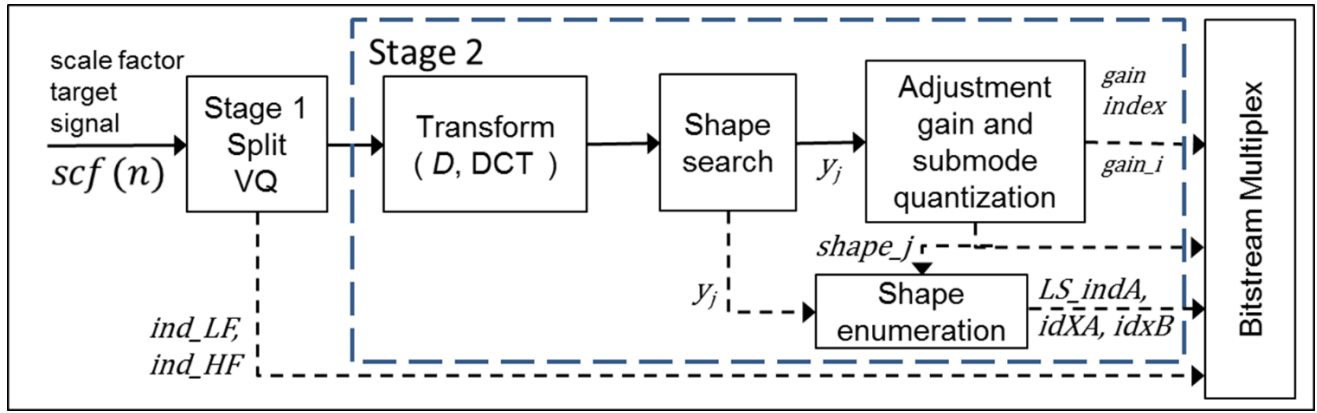 Stage 2
scale factor
target
signal
scf (n)
Stage 1
Split
VQ
Transform
( D, DCT )
Shape
search
y_j
Adjustment
gain and
submode
quantization
gain
index
gain_i
Bitstream Multiplex
shape_j
y_j
Shape
enumeration
LS_indA,
idXA, idxB
ind_LF,
ind_HF